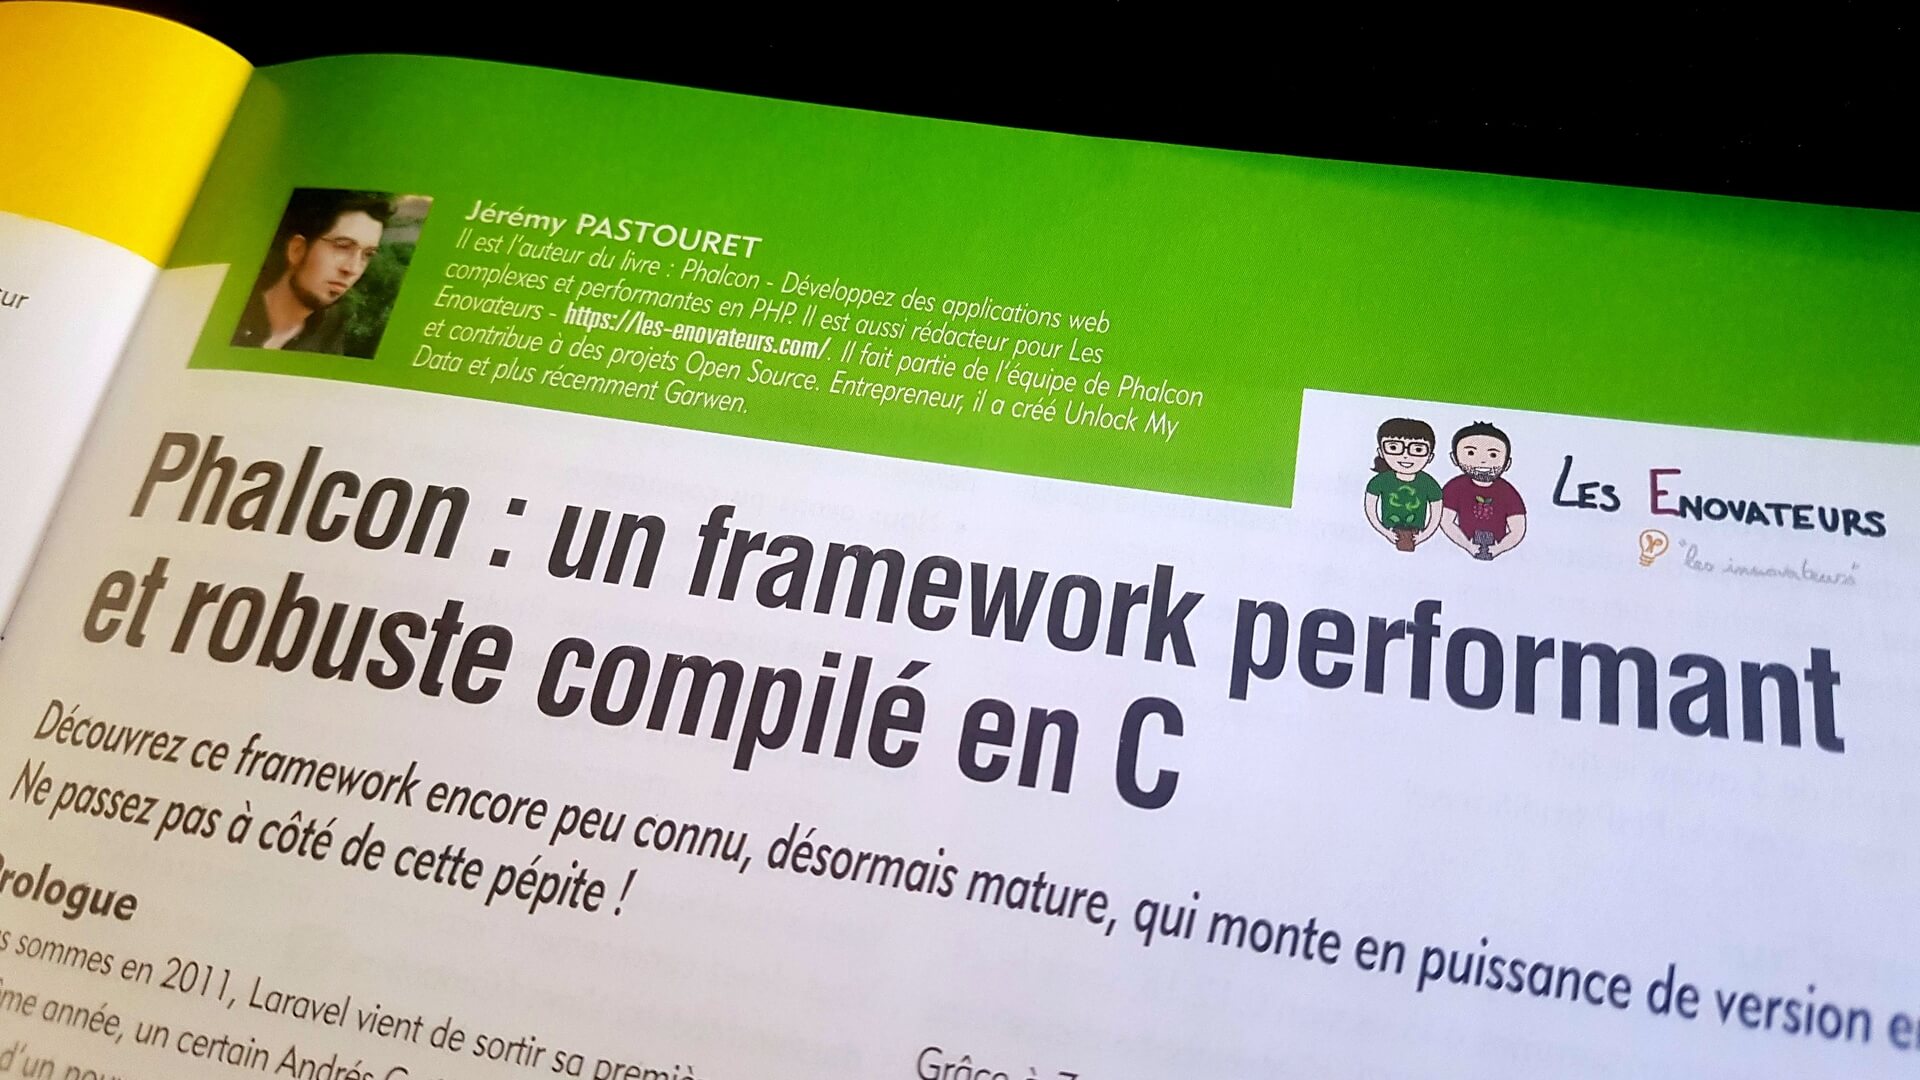 Jérémy PASTOURET
Il est l'auteur du livre : Phalcon - Développez des applications web
complexes et performantes en PHP. Il est aussi rédacteur pour Les
Enovateurs - https://les-enovateurs.com/. Il fait partie de l'équipe de Phalcon
et contribue à des projets Open Source. Entrepreneur, il a créé Unlock My
Data et plus récemment Garwen.
LES ENOVATEURS
"les innovateurs"
Phalcon : un framework performant
et robuste compilé en C
Découvrez ce framework encore peu connu, désormais mature, qui monte en puissance de version
Ne passez pas à côté de cette pépite !
sommes en 2011, Laravel vient de sortir sa
année, un certain Andrés
d'un
Grâce à